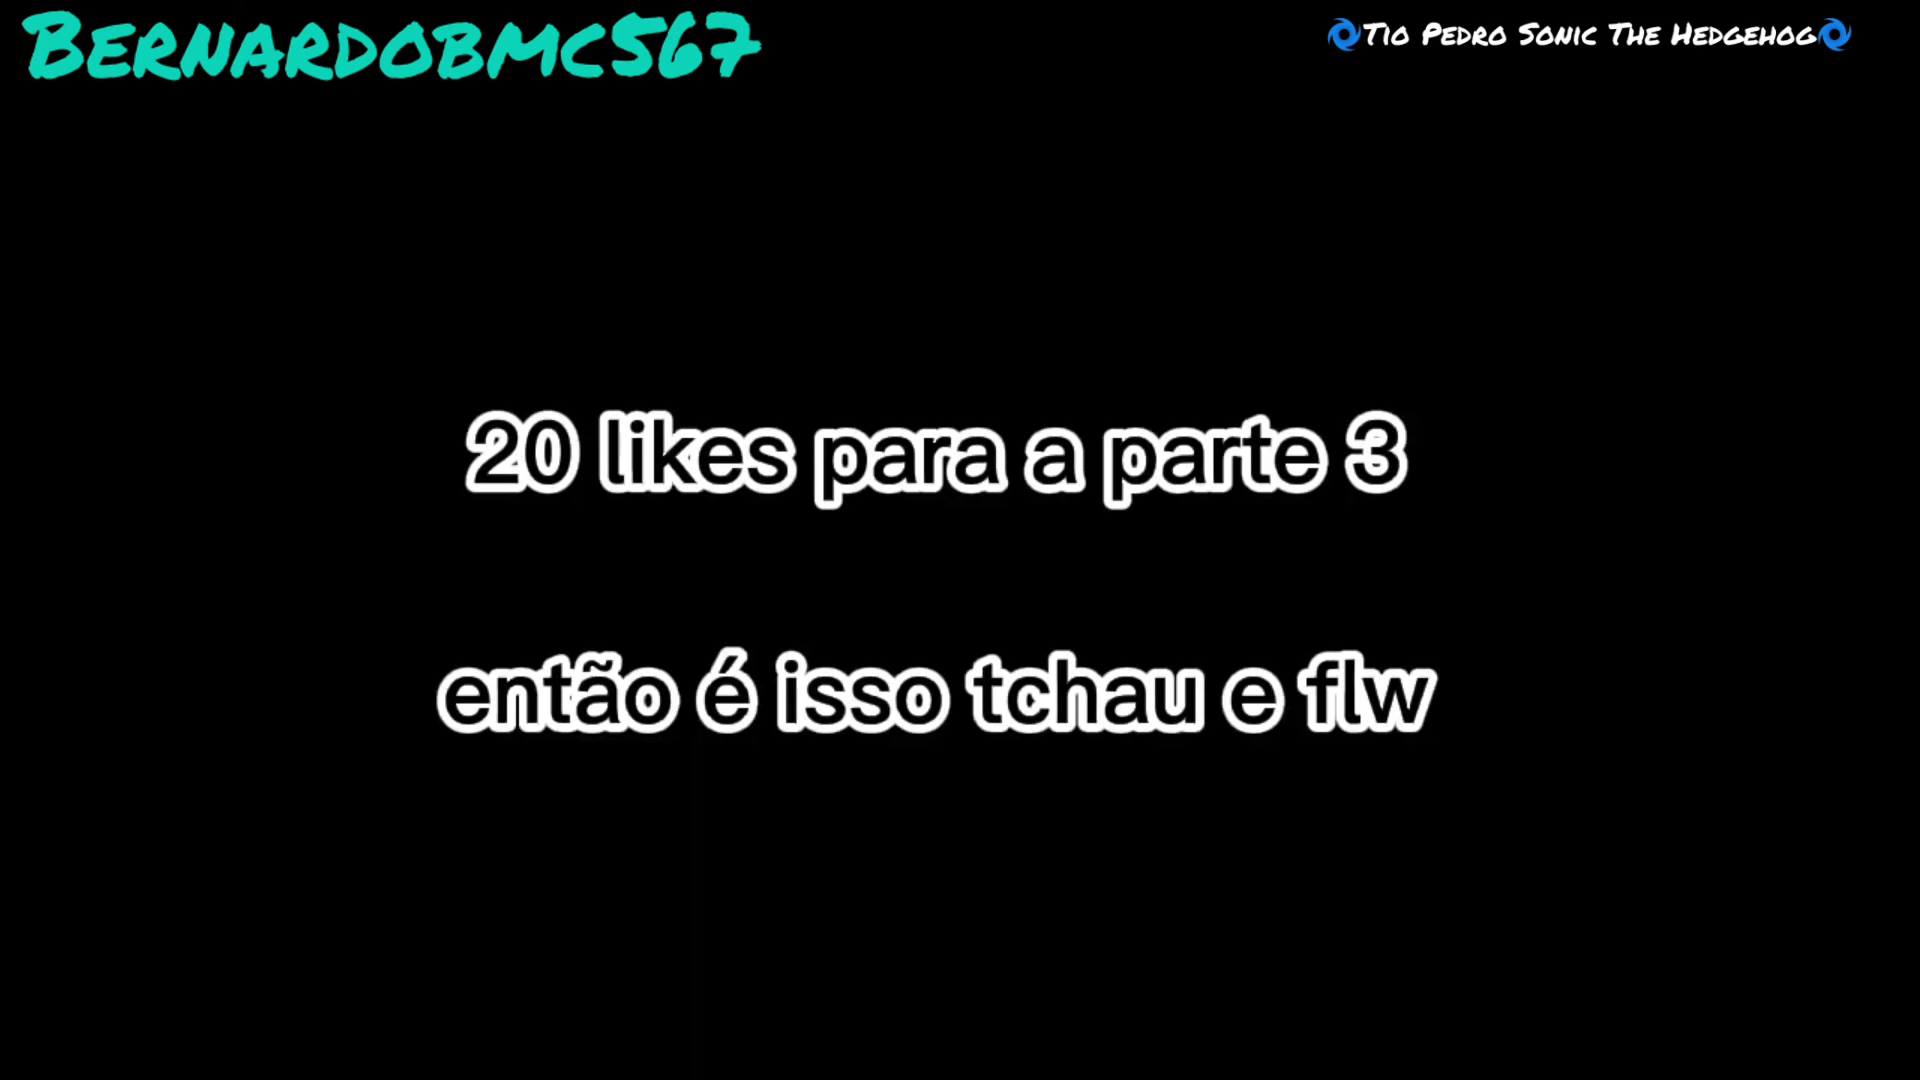 Bernardobmc567
🌀Tio Pedro Sonic The Hedgehog🌀
20 likes para a parte 3
então é isso tchau e flw